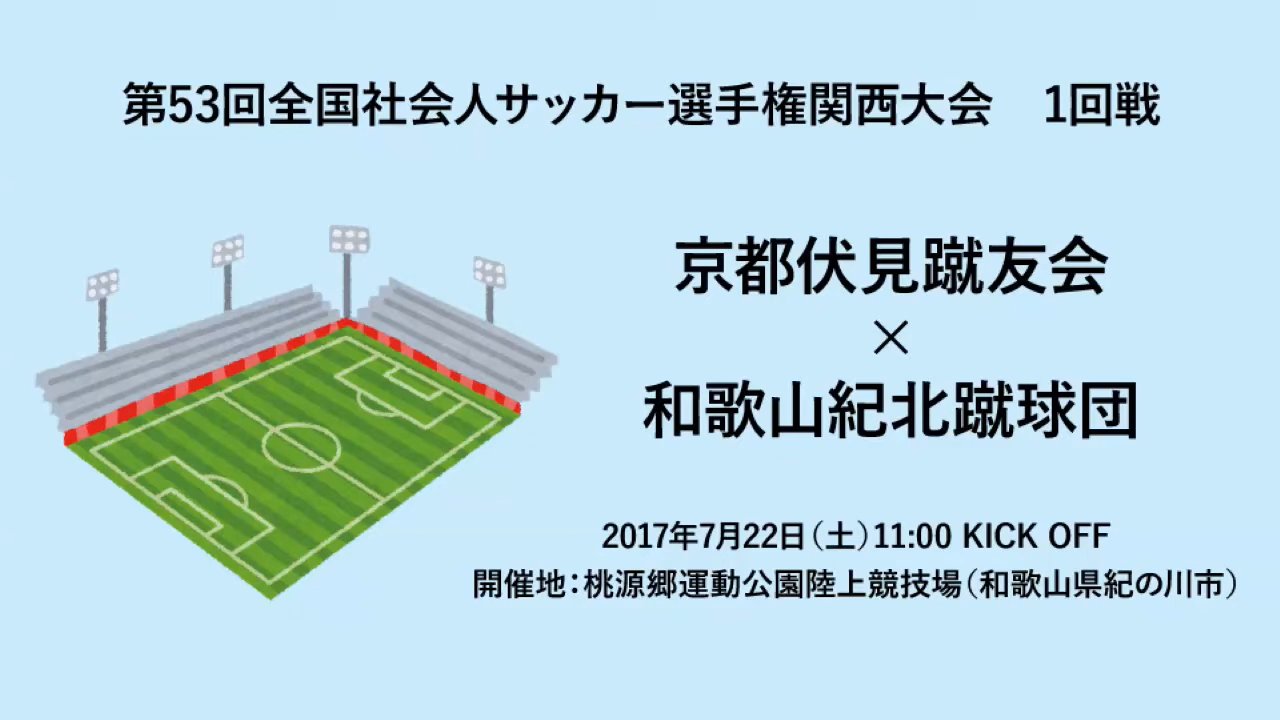 第53回全国社会人サッカー選手権関西大会　1回戦
京都伏見蹴友会
×
和歌山紀北蹴球団
2017年7月22日（土）11:00 KICK OFF
開催地：桃源郷運動公園陸上競技場（和歌山県紀の川市）